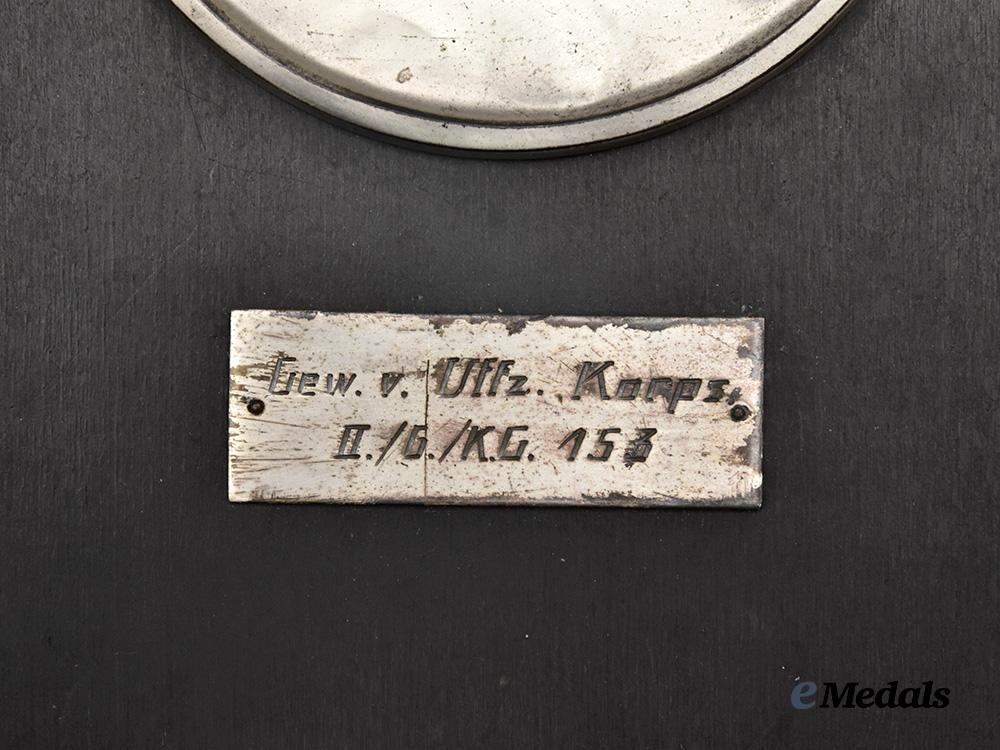 Gew. v. Uffz. Korps,
II./G./K.G. 153
eMedals